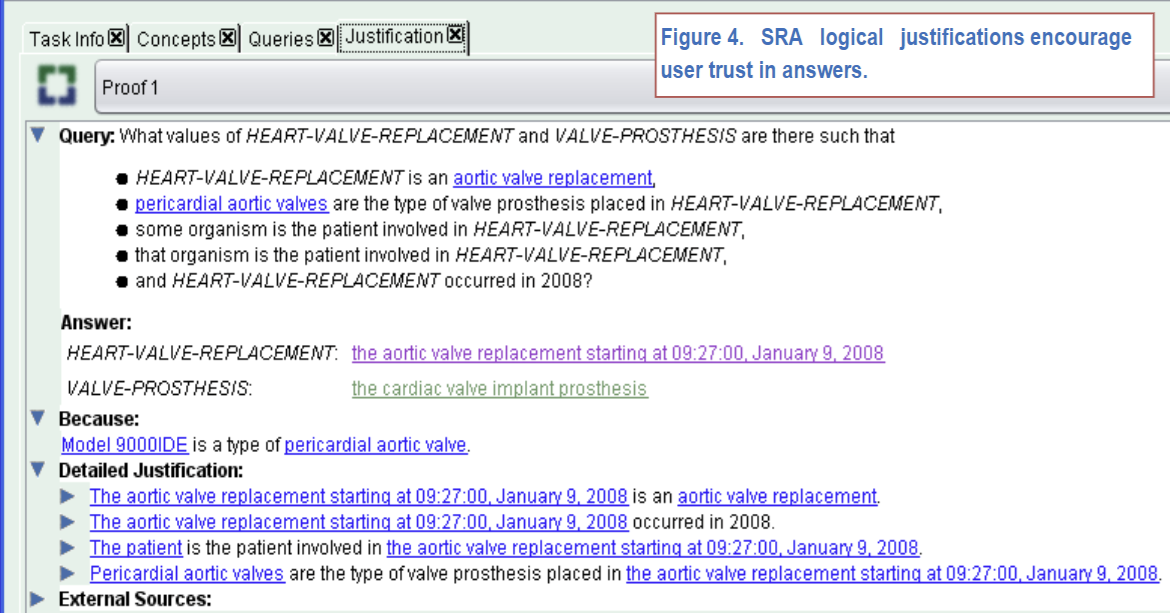 Task Info Concepts Queries Justification
Figure 4. SRA logical justifications encourage
user trust in answers.
Proof 1
Query: What values of HEART-VALVE-REPLACEMENT and VALVE-PROSTHESIS are there such that
● HEART-VALVE-REPLACEMENT is an aortic valve replacement,
● pericardial aortic valves are the type of valve prosthesis placed in HEART-VALVE-REPLACEMENT,
● some organism is the patient involved in HEART-VALVE-REPLACEMENT,
● that organism is the patient involved in HEART-VALVE-REPLACEMENT,
● and HEART-VALVE-REPLACEMENT occurred in 2008?
Answer:
HEART-VALVE-REPLACEMENT: the aortic valve replacement starting at 09:27:00, January 9, 2008
VALVE-PROSTHESIS: the cardiac valve implant prosthesis
Because:
Model 9000IDE is a type of pericardial aortic valve.
Detailed Justification:
The aortic valve replacement starting at 09:27:00, January 9, 2008 is an aortic valve replacement.
The aortic valve replacement starting at 09:27:00, January 9, 2008 occurred in 2008.
The patient is the patient involved in the aortic valve replacement starting at 09:27:00, January 9, 2008.
Pericardial aortic valves are the type of valve prosthesis placed in the aortic valve replacement starting at 09:27:00, January 9, 2008.
External Sources: